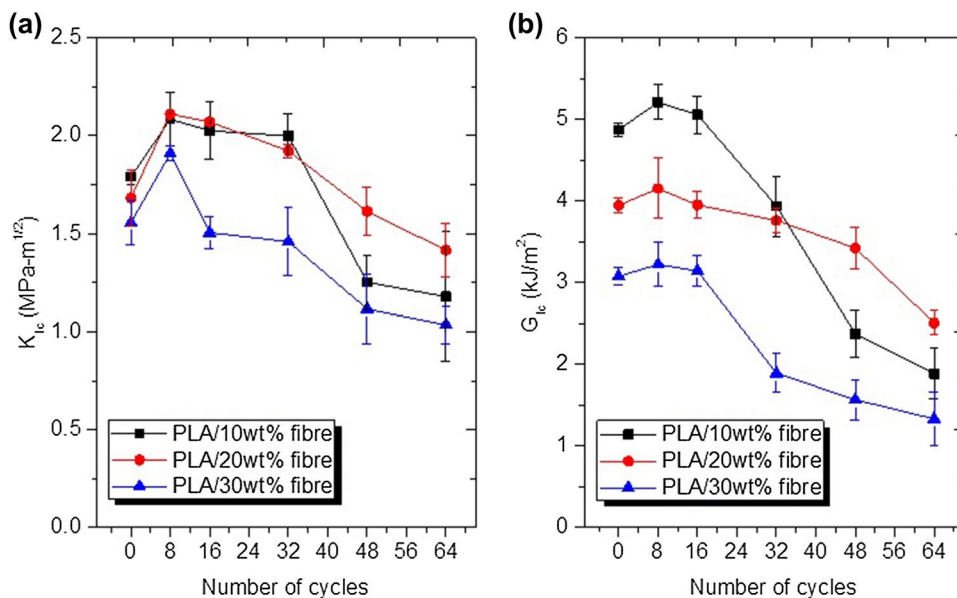 (a)
2.5
2.0
1.5
1.0
0.5
0.0
K_Ic (MPa-m^1/2)
PLA/10wt% fibre
PLA/20wt% fibre
PLA/30wt% fibre
0 8 16 24 32 40 48 56 64
Number of cycles
(b)
6
5
4
3
2
1
0
G_Ic (kJ/m²)
PLA/10wt% fibre
PLA/20wt% fibre
PLA/30wt% fibre
0 8 16 24 32 40 48 56 64
Number of cycles